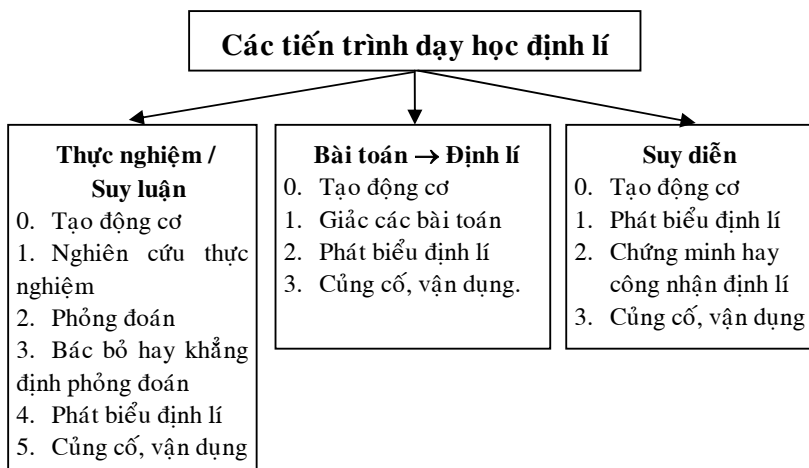 Các tiến trình dạy học định lí
Thực nghiệm /
Suy luận
0. Tạo động cơ
1. Nghiên cứu thực
nghiệm
2. Phỏng đoán
3. Bác bỏ hay khẳng
định phỏng đoán
4. Phát biểu định lí
5. Củng cố, vận dụng
Bài toán → Định lí
0. Tạo động cơ
1. Giảc các bài toán
2. Phát biểu định lí
3. Củng cố, vận dụng.
Suy diễn
0. Tạo động cơ
1. Phát biểu định lí
2. Chứng minh hay
công nhận định lí
3. Củng cố, vận dụng